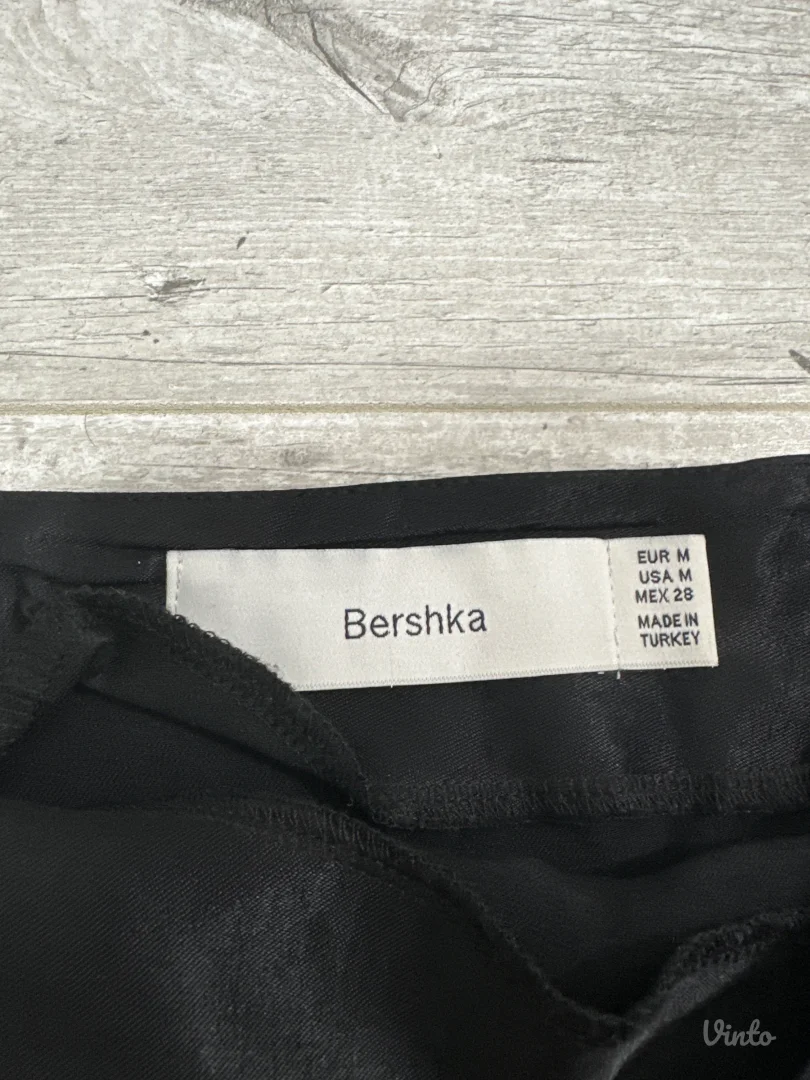 Bershka
EUR M
USA M
MEX 28
MADE IN
TURKEY
Vinto